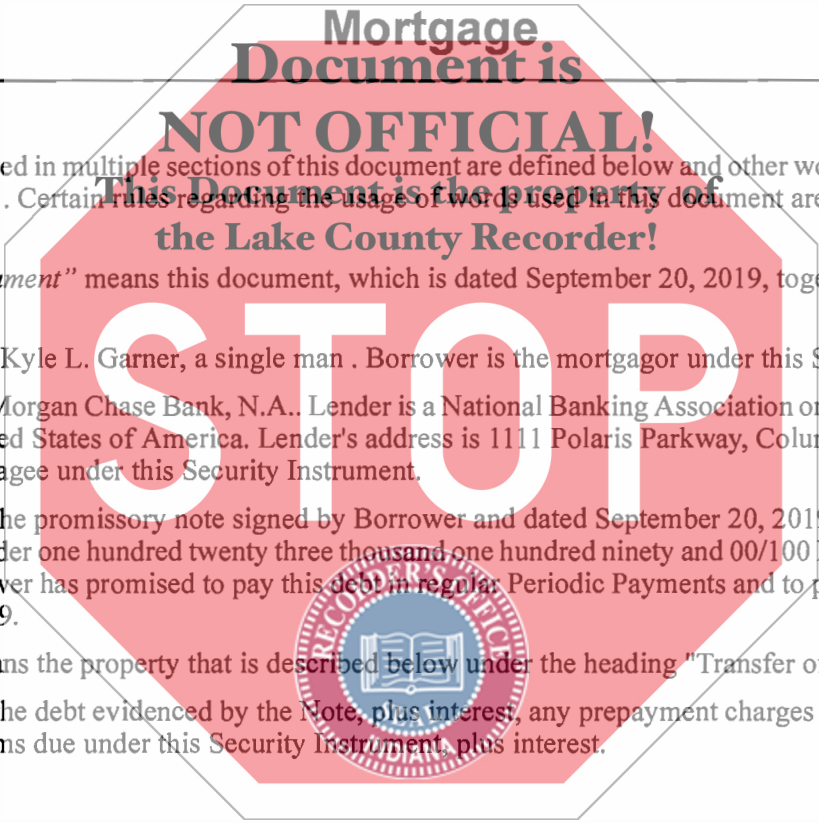 Mortgage
Document is
NOT OFFICIAL!
ed in multiple sections of this document are defined below and other wo
. Certain rules regarding the usage of words used in this document are
This Document is the property of
the Lake County Recorder!
ment” means this document, which is dated September 20, 2019, toge
Kyle L. Garner, a single man . Borrower is the mortgagor under this S
STOP
Morgan Chase Bank, N.A.. Lender is a National Banking Association or
ed States of America. Lender's address is 1111 Polaris Parkway, Colum
agee under this Security Instrument.
he promissory note signed by Borrower and dated September 20, 2019
der one hundred twenty three thousand one hundred ninety and 00/100
wer has promised to pay this debt in regular Periodic Payments and to p
9.
RECORDER'S OFFICE
ns the property that is described below under the heading "Transfer of
he debt evidenced by the Note, plus interest, any prepayment charges
SEAL
ms due under this Security Instrument, plus interest.
INDIANA